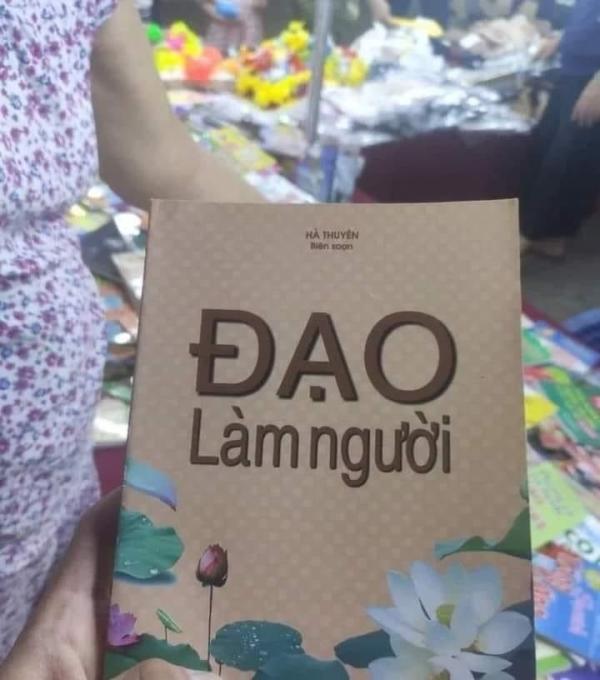 HÀ THUYÊN
Biên soạn
ĐẠO
Làm người